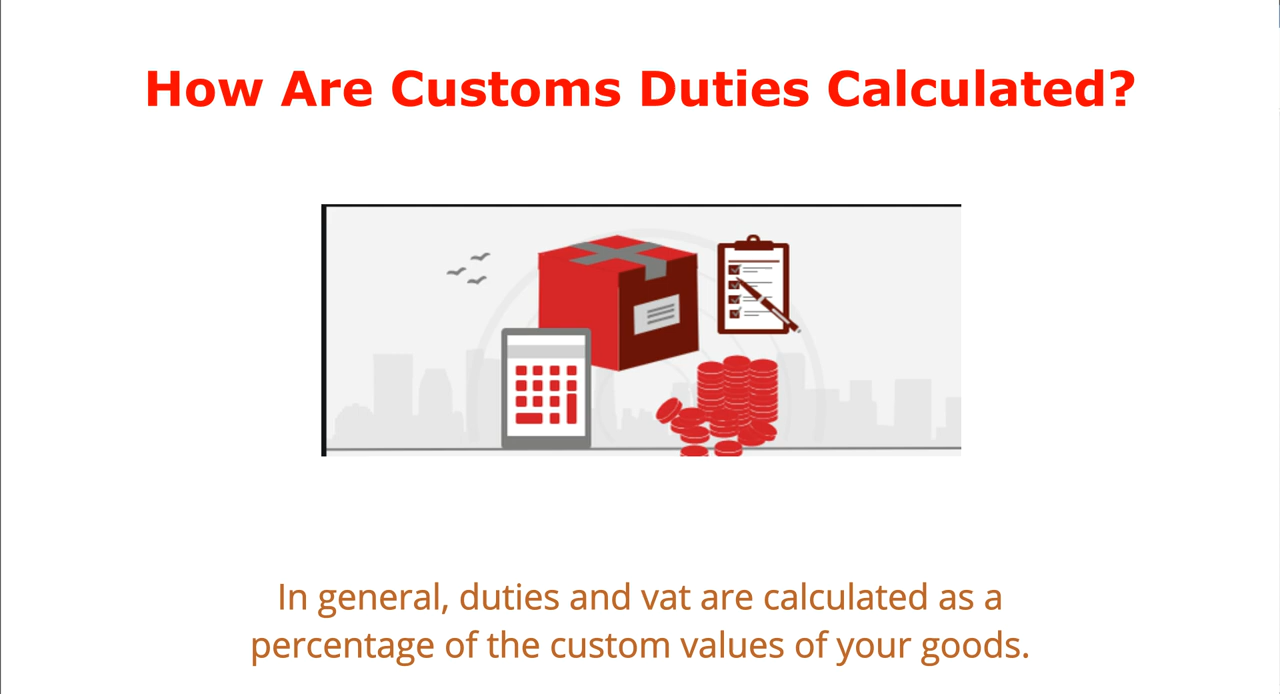 How Are Customs Duties Calculated?
In general, duties and vat are calculated as a
percentage of the custom values of your goods.